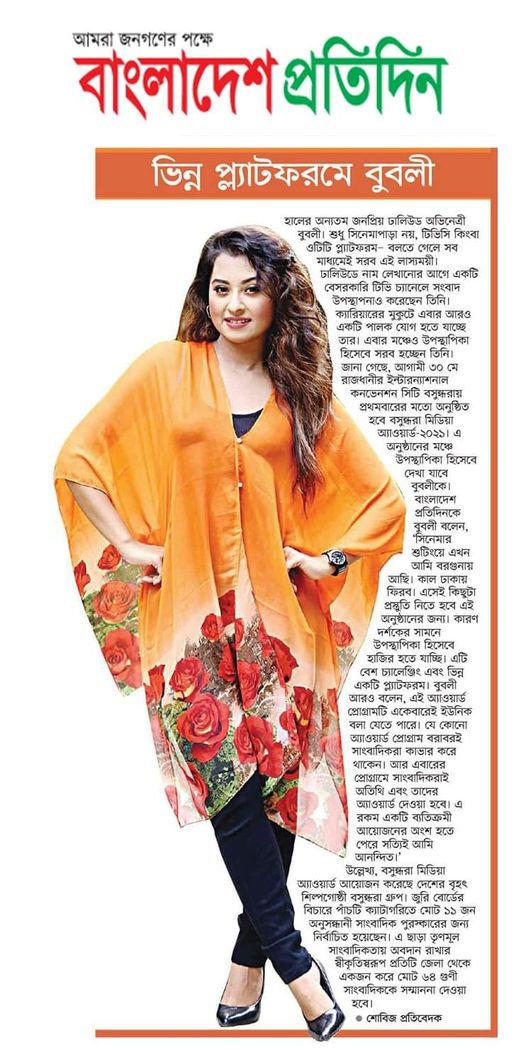 আমরা জনগণের পক্ষে
বাংলাদেশ প্রতিদিন
ভিন্ন প্ল্যাটফরমে বুবলী
হালের অন্যতম জনপ্রিয় ঢালিউড অভিনেত্রী
বুবলী। শুধু সিনেমাপাড়া নয়, টিভিসি কিংবা
ওটিটি প্ল্যাটফরম– বলতে গেলে সব
মাধ্যমেই সরব এই লাস্যময়ী।
ঢালিউডে নাম লেখানোর আগে একটি
বেসরকারি টিভি চ্যানেলে সংবাদ
উপস্থাপনাও করেছেন তিনি।
ক্যারিয়ারের মুকুটে এবার আরও
একটি পালক যোগ হতে যাচ্ছে
তার। এবার মঞ্চেও উপস্থাপিকা
হিসেবে সরব হচ্ছেন তিনি।
জানা গেছে, আগামী ৩০ মে
রাজধানীর ইন্টারন্যাশনাল
কনভেনশন সিটি বসুন্ধরায়
প্রথমবারের মতো অনুষ্ঠিত
হবে বসুন্ধরা মিডিয়া
অ্যাওয়ার্ড-২০২১। এ
অনুষ্ঠানের মঞ্চে
উপস্থাপিকা হিসেবে
দেখা যাবে
বুবলীকে।
বাংলাদেশ
প্রতিদিনকে
বুবলী বলেন,
‘সিনেমার
শুটিংয়ে এখন
আমি বরগুনায়
আছি। কাল ঢাকায়
ফিরব। এসেই কিছুটা
প্রস্তুতি নিতে হবে এই
অনুষ্ঠানের জন্য। কারণ
দর্শকের সামনে
উপস্থাপিকা হিসেবে
হাজির হতে যাচ্ছি। এটি
বেশ চ্যালেঞ্জিং এবং ভিন্ন
একটি প্ল্যাটফরম। বুবলী
আরও বলেন, এই অ্যাওয়ার্ড
প্রোগ্রামটি একেবারেই ইউনিক
বলা যেতে পারে। যে কোনো
অ্যাওয়ার্ড প্রোগ্রাম বরাবরই
সাংবাদিকরা কাভার করে
থাকেন। আর এবারের
প্রোগ্রামে সাংবাদিকরাই
অতিথি এবং তাদের
অ্যাওয়ার্ড দেওয়া হবে। এ
রকম একটি ব্যতিক্রমী
আয়োজনের অংশ হতে
পেরে সত্যিই আমি
আনন্দিত।’
উল্লেখ্য, বসুন্ধরা মিডিয়া
অ্যাওয়ার্ড আয়োজন করেছে দেশের বৃহৎ
শিল্পগোষ্ঠী বসুন্ধরা গ্রুপ। জুরি বোর্ডের
বিচারে পাঁচটি ক্যাটাগরিতে মোট ১১ জন
অনুসন্ধানী সাংবাদিক পুরস্কারের জন্য
নির্বাচিত হয়েছেন। এ ছাড়া তৃণমূল
সাংবাদিকতায় অবদান রাখার
স্বীকৃতিস্বরূপ প্রতিটি জেলা থেকে
একজন করে মোট ৬৪ গুণী
সাংবাদিককে সম্মাননা দেওয়া
হবে।
● শোবিজ প্রতিবেদক